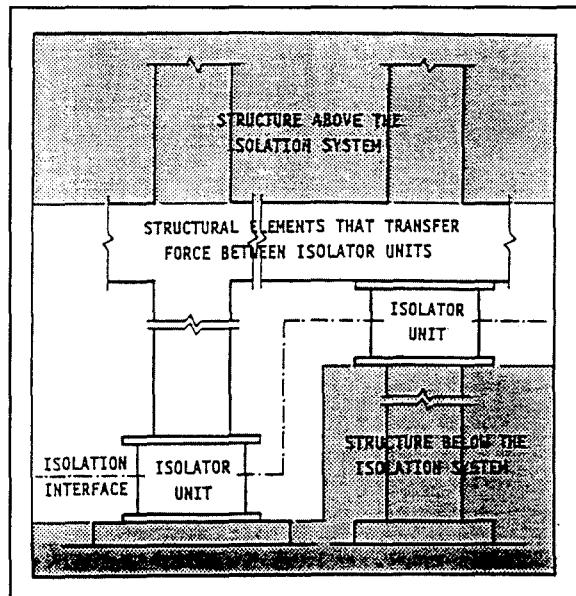 STRUCTURE ABOVE THE
ISOLATION SYSTEM
STRUCTURAL ELEMENTS THAT TRANSFER
FORCE BETWEEN ISOLATOR UNITS
ISOLATOR
UNIT
STRUCTURE BELOW THE
ISOLATION SYSTEM
ISOLATION
INTERFACE
ISOLATOR
UNIT